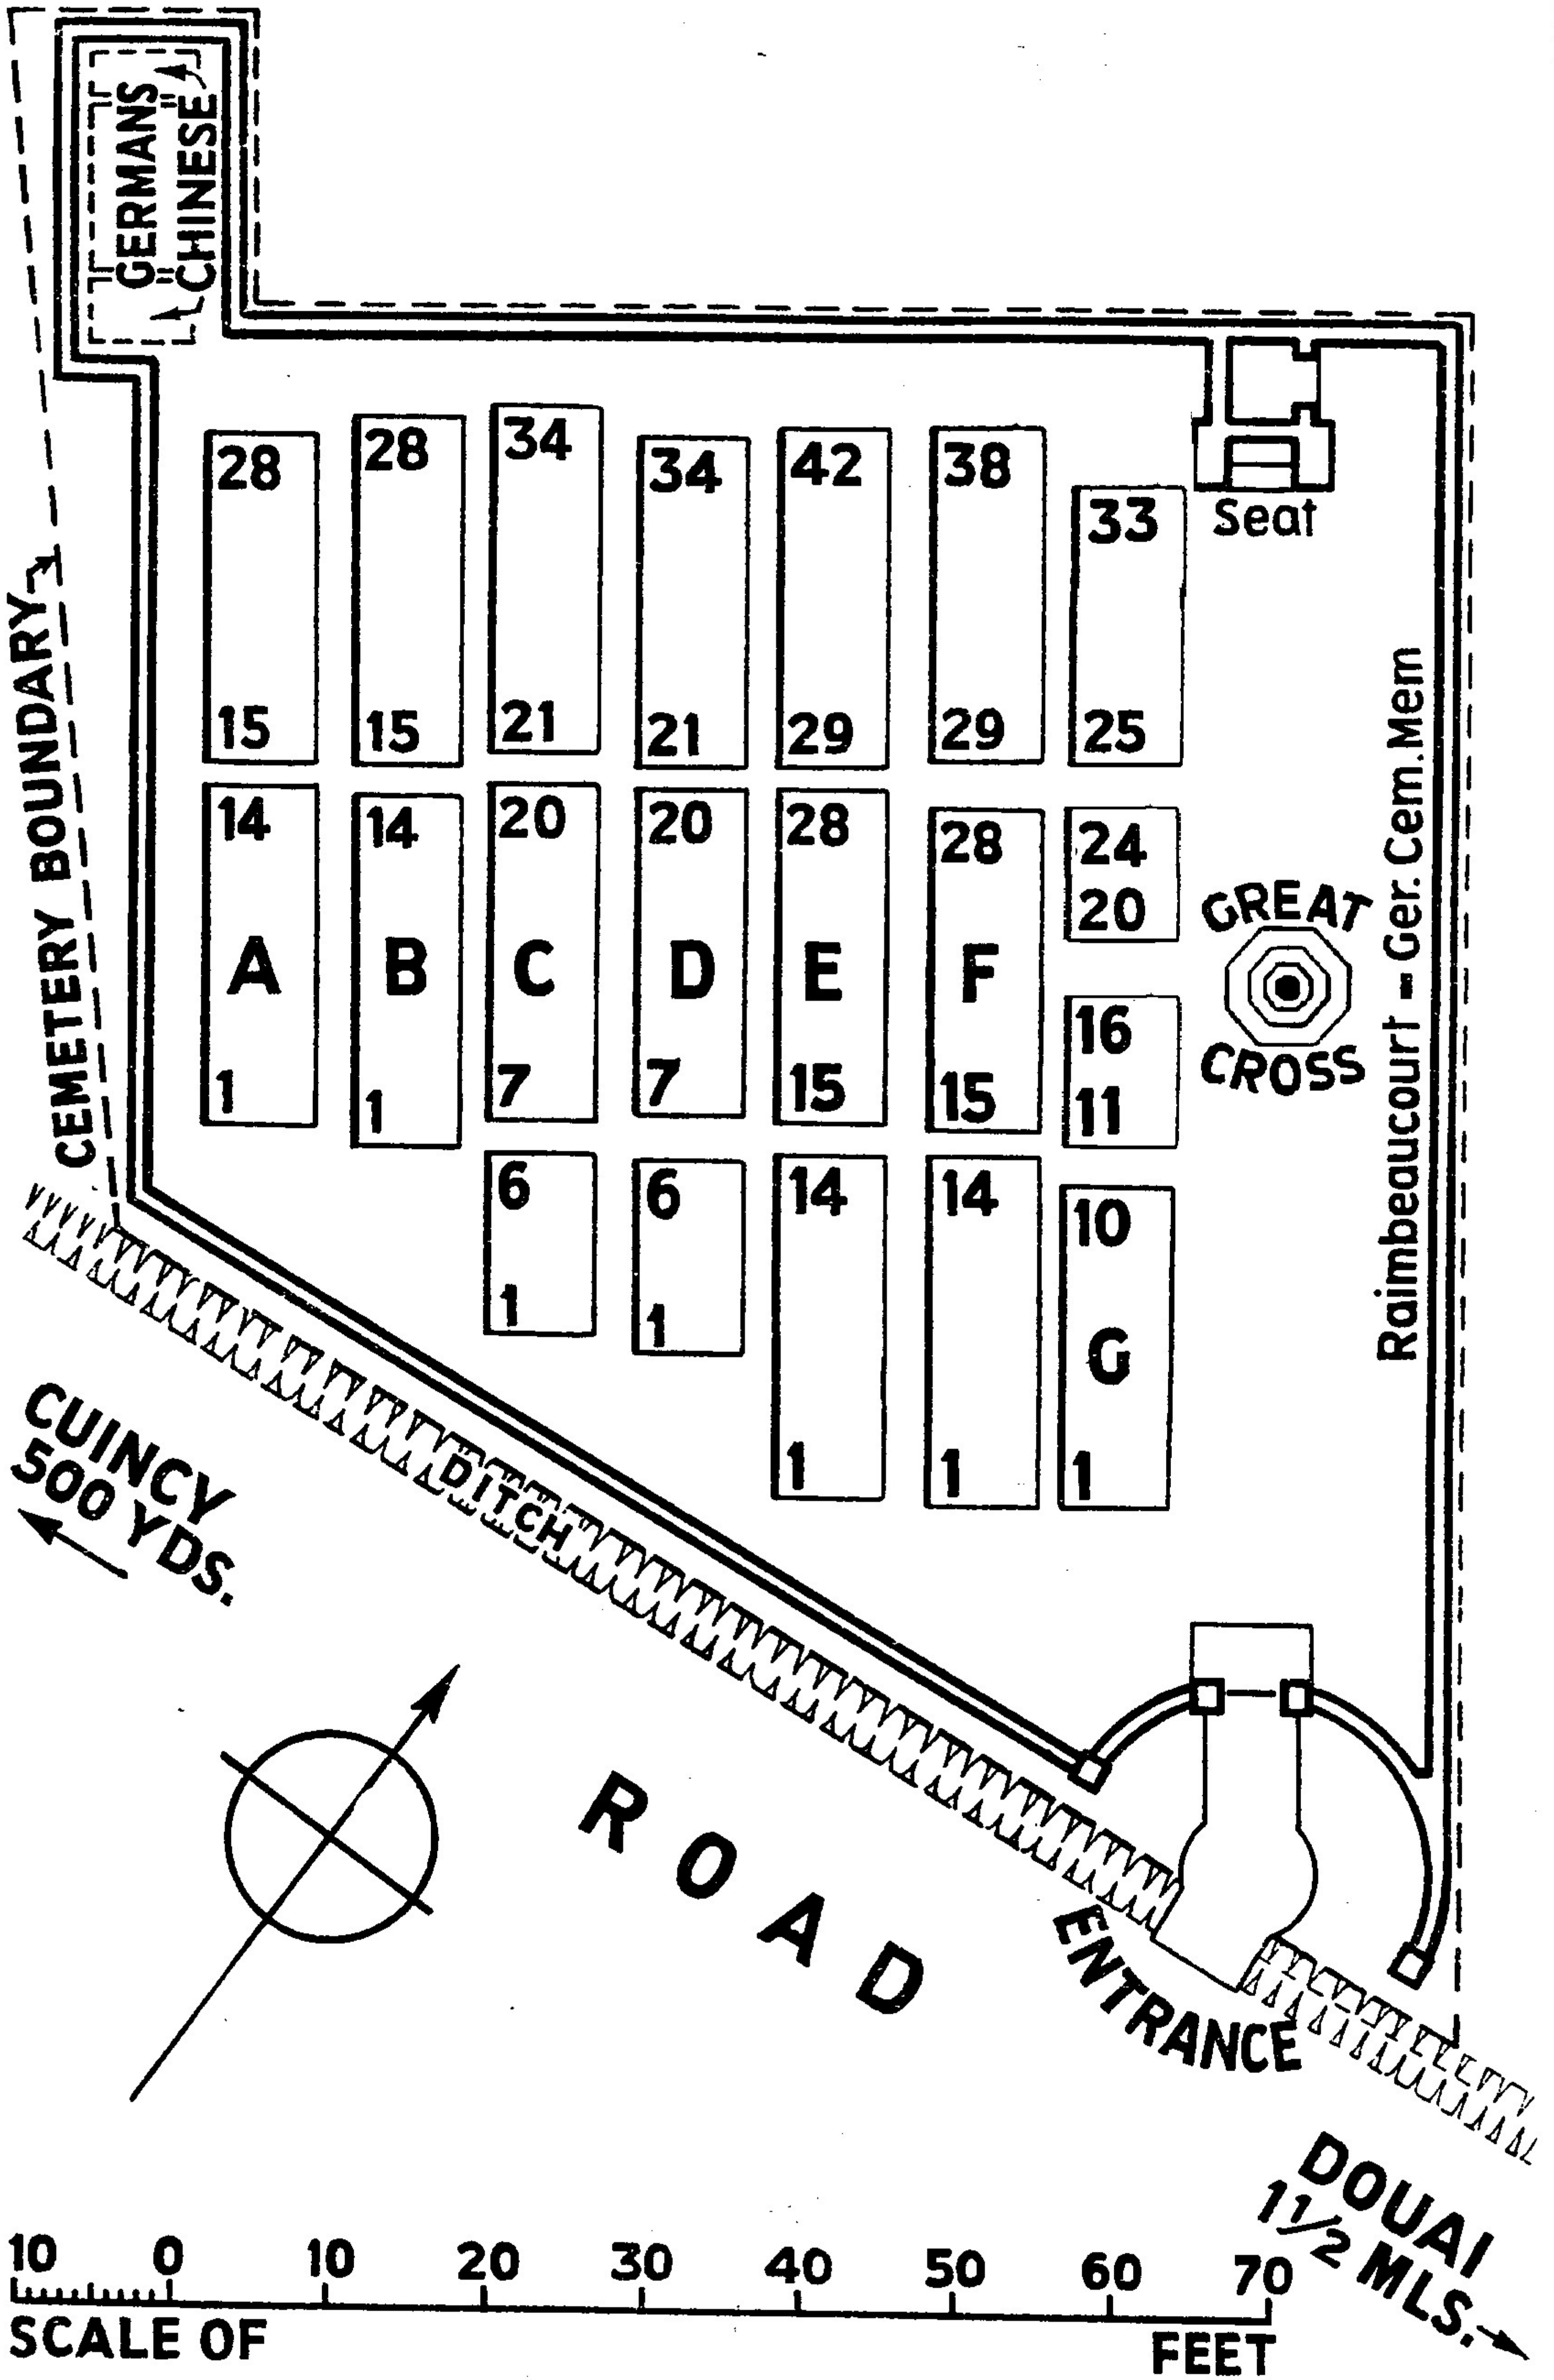 GERMANS
CHINESE
28
28
34
34
42
38
33
Seat
15
15
21
21
29
29
25
CEMETERY BOUNDARY
14
14
20
20
28
28
24
20
GREAT
CROSS
A
B
C
D
E
F
16
11
1
1
7
7
15
15
6
6
14
14
10
G
1
1
1
1
1
Raimbeaucourt - Ger. Cem. Mem
CUINCY
500 YDS.
DITCH
ROAD
ENTRANCE
DOUAI
1 1/2 MLS.
10 0 10 20 30 40 50 60 70
SCALE OF FEET